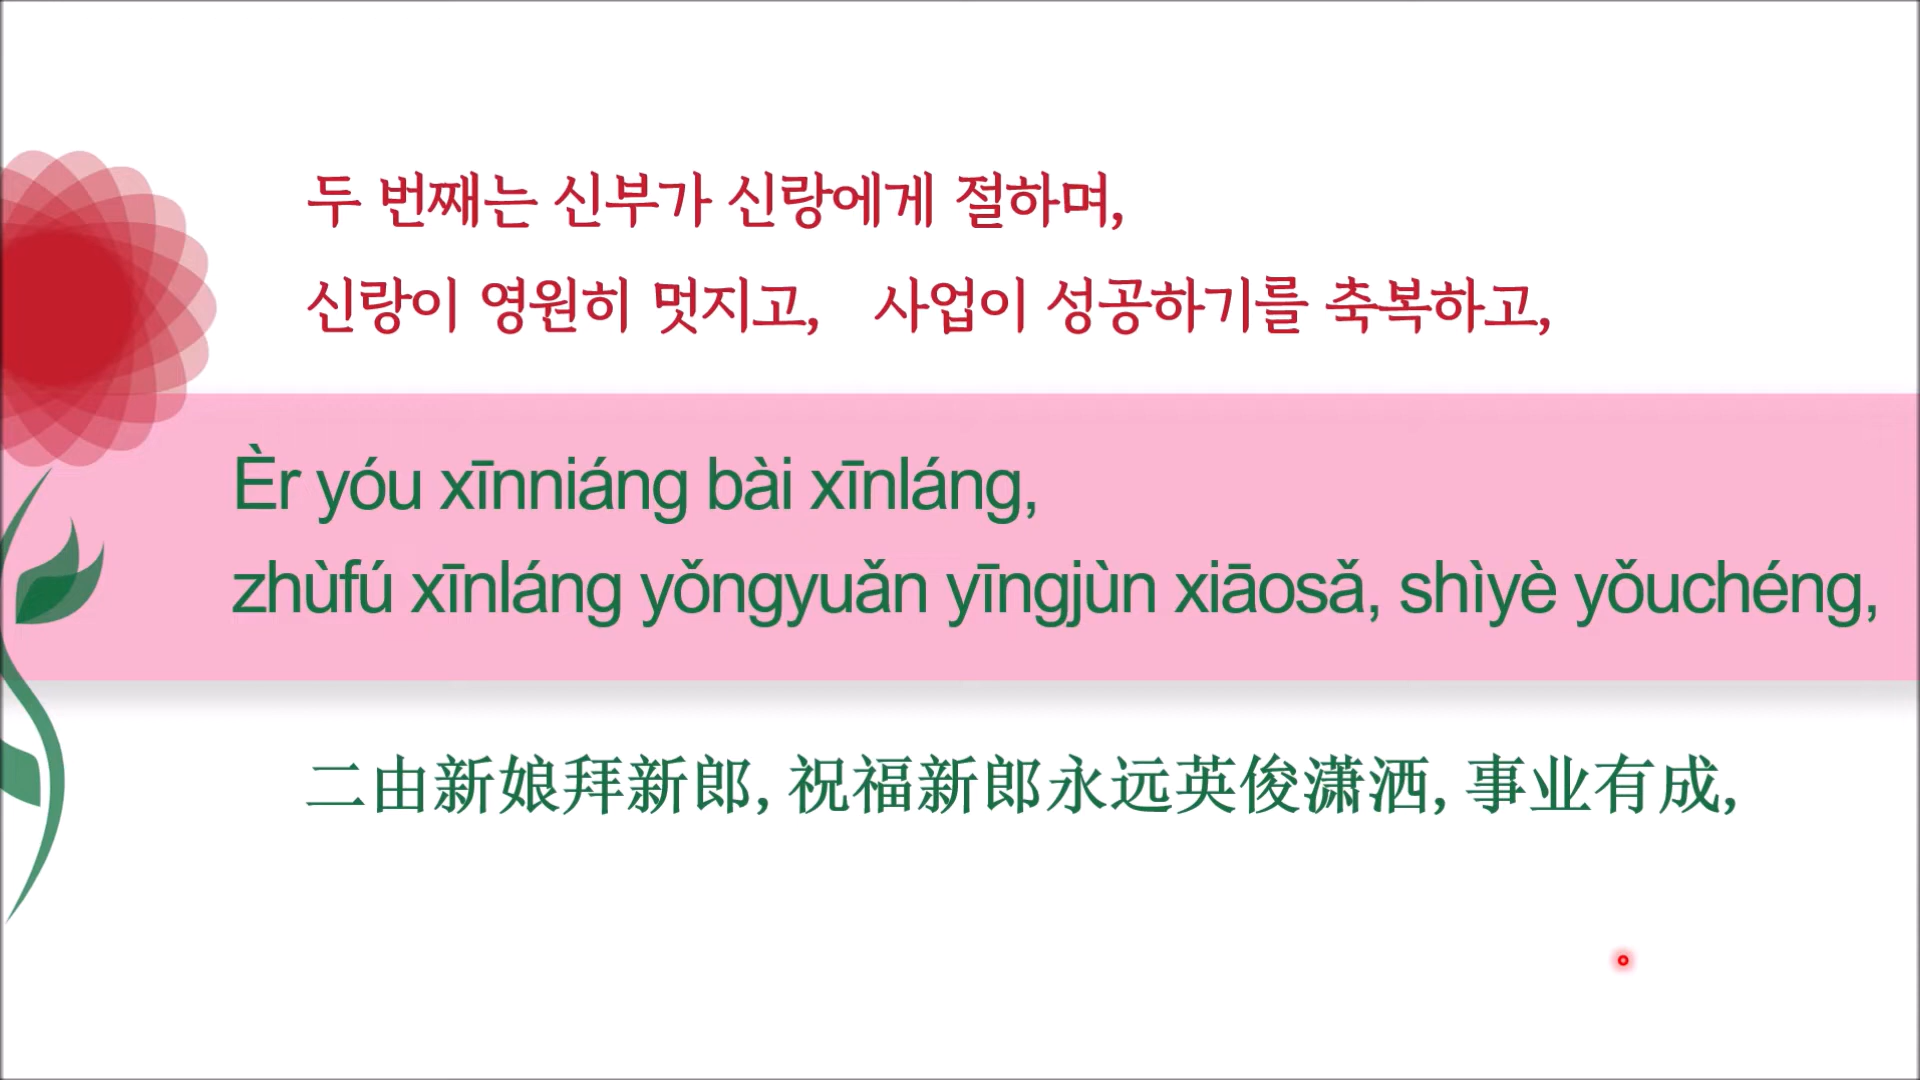 두 번째는 신부가 신랑에게 절하며,
신랑이 영원히 멋지고, 사업이 성공하기를 축복하고,
Èr yóu xīnniáng bài xīnláng,
zhùfú xīnláng yǒngyuǎn yīngjùn xiāosǎ, shìyè yǒuchéng,
二由新娘拜新郎, 祝福新郎永远英俊潇洒, 事业有成,